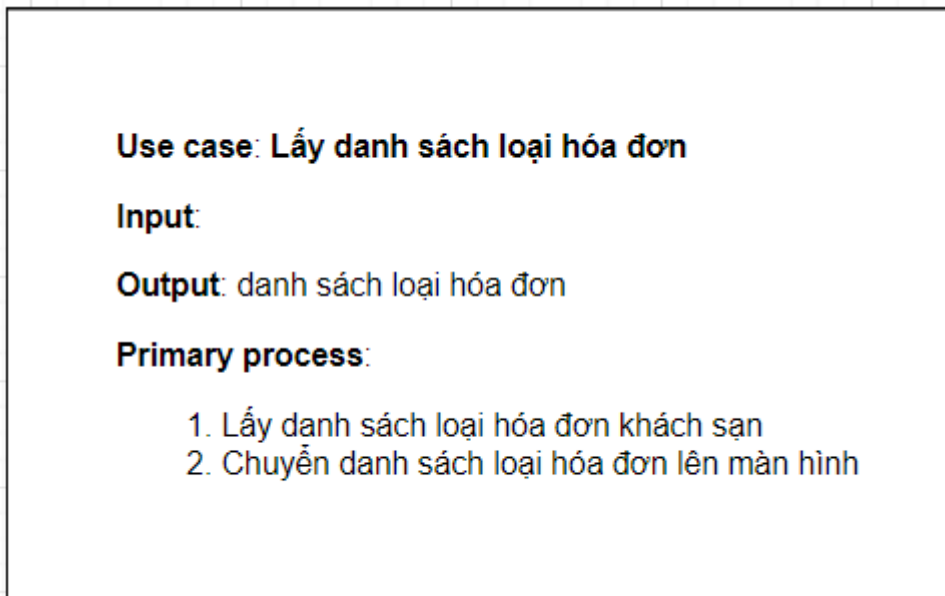 Use case: Lấy danh sách loại hóa đơn
Input:
Output: danh sách loại hóa đơn
Primary process:
1. Lấy danh sách loại hóa đơn khách sạn
2. Chuyển danh sách loại hóa đơn lên màn hình